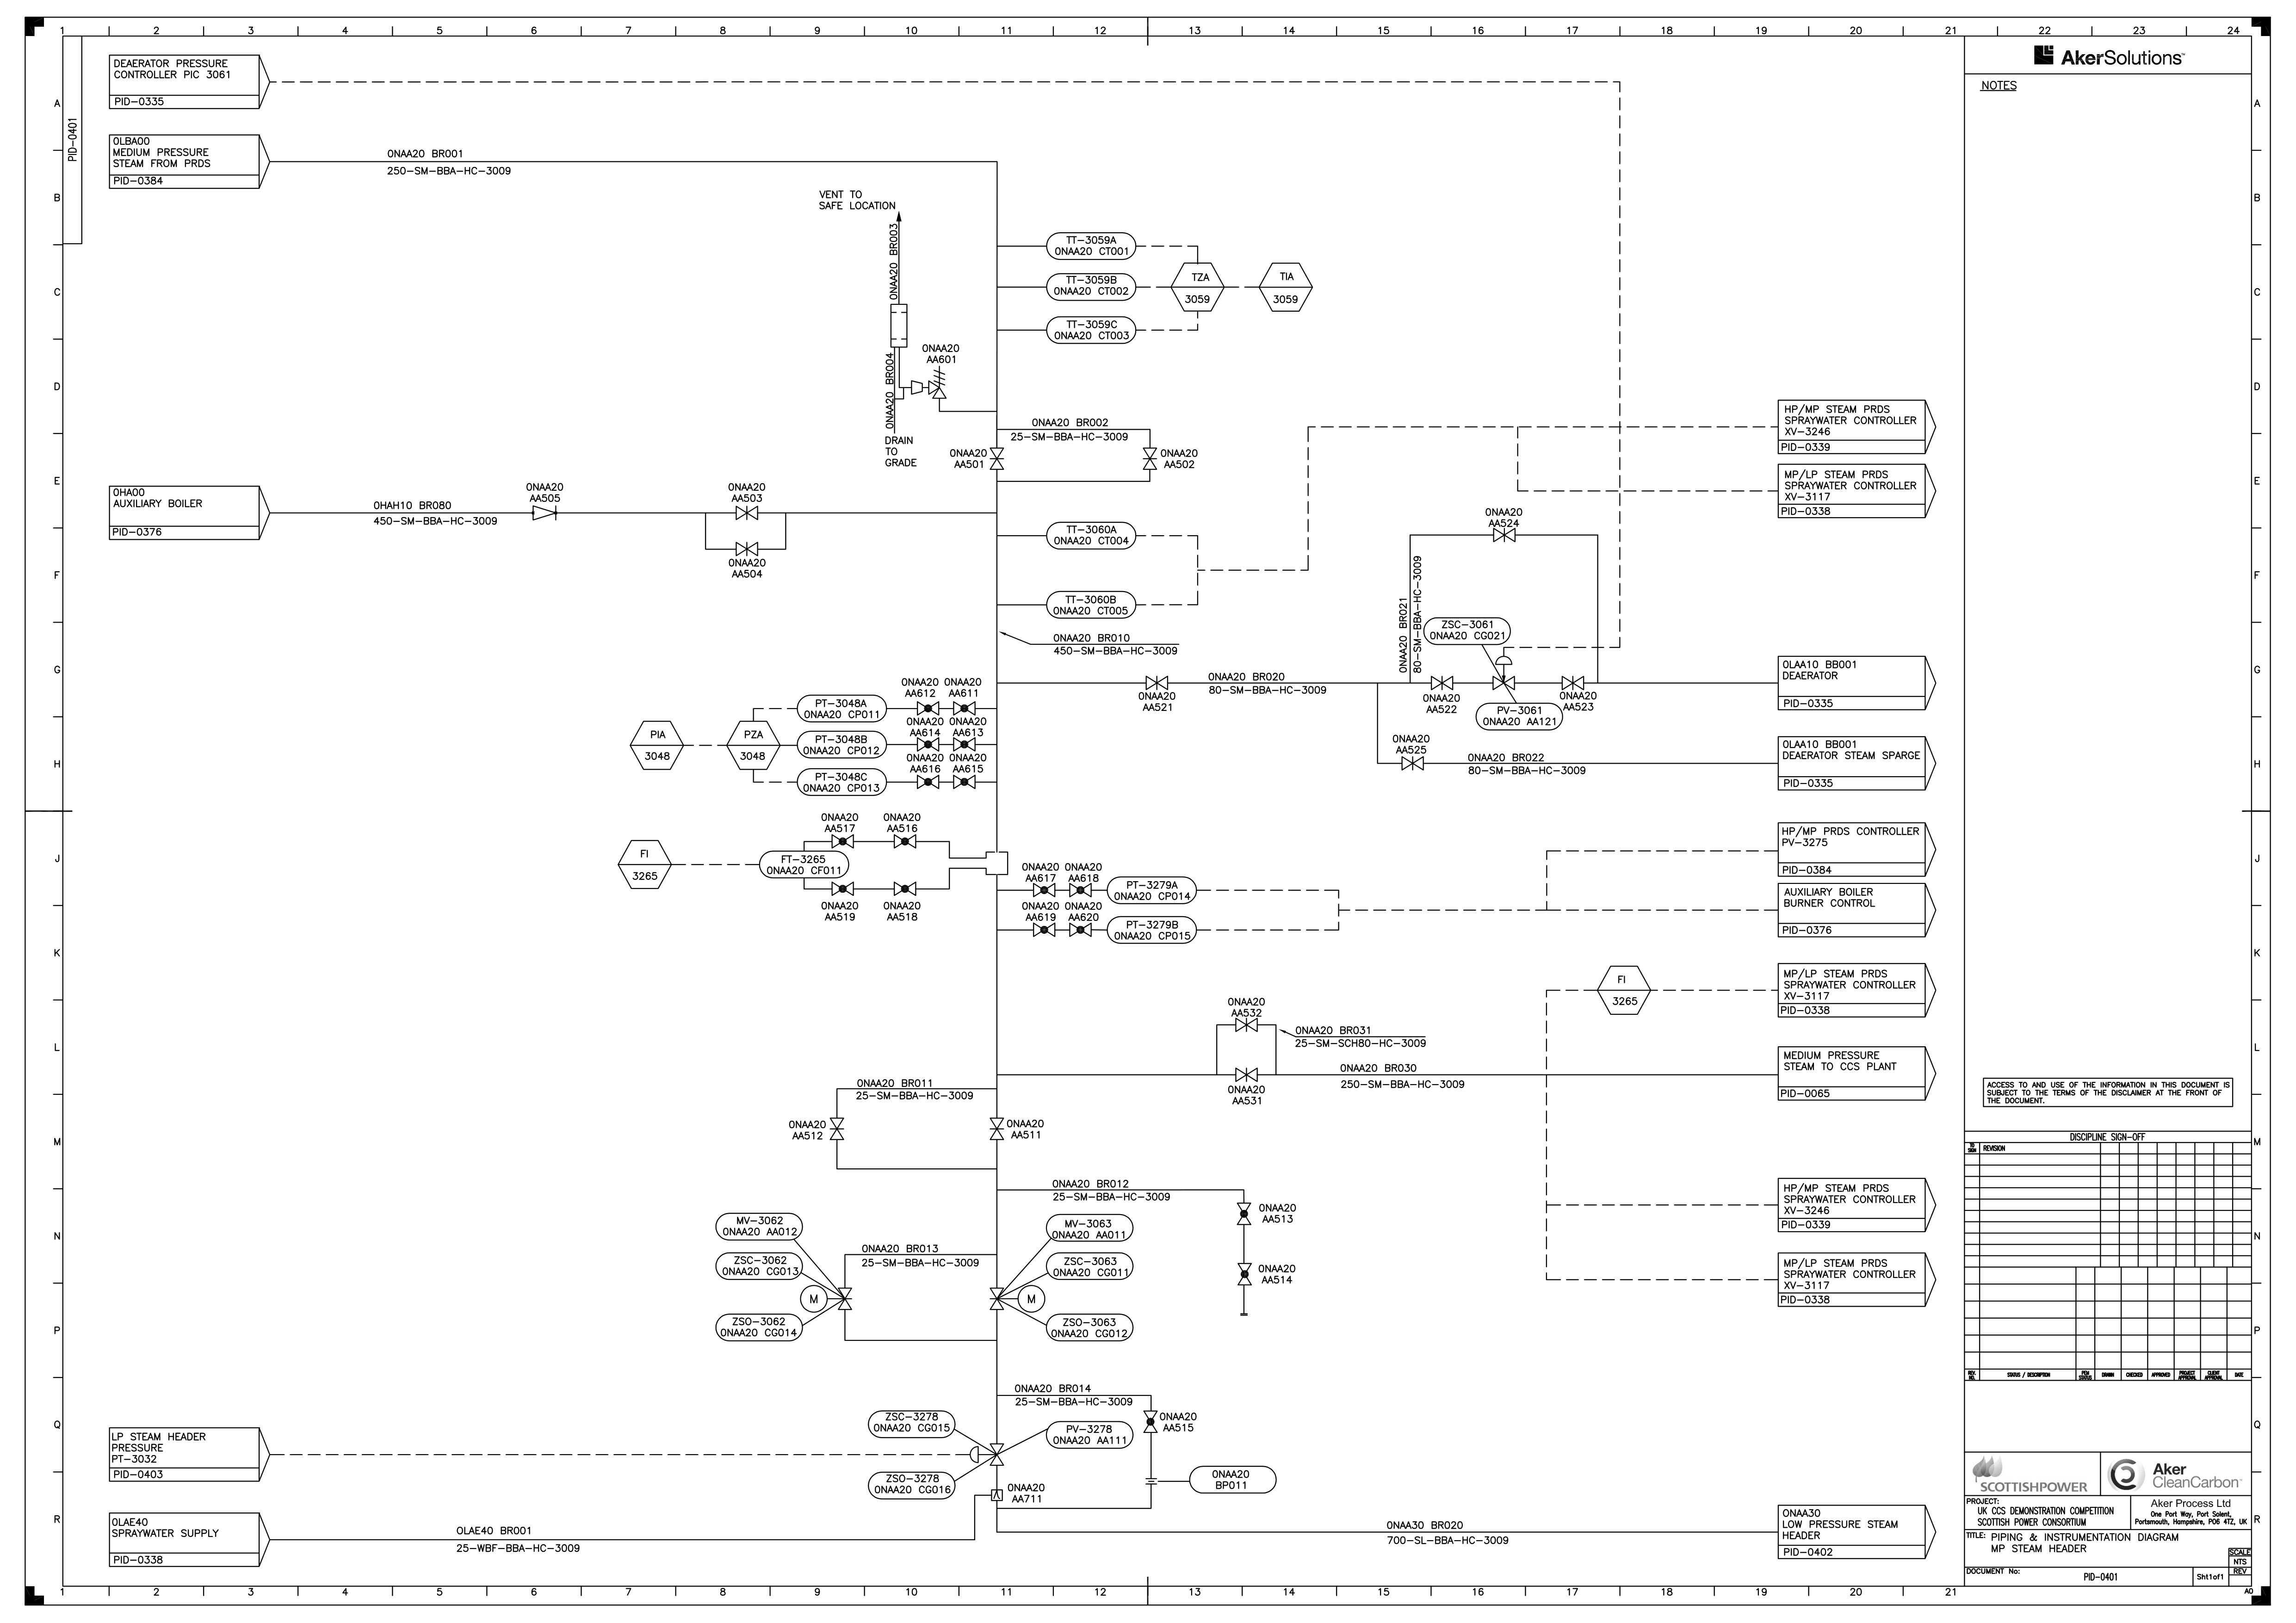 1 2 3 4 5 6 7 8 9 10 11 12 13 14 15 16 17 18 19 20 21 22 23 24
A
B
C
D
E
F
G
H
J
K
L
M
N
P
Q
R
PID-0401
DEAERATOR PRESSURE
CONTROLLER PIC 3061
PID-0335
0LBA00
MEDIUM PRESSURE
STEAM FROM PRDS
PID-0384
0NAA20 BR001
250-SM-BBA-HC-3009
VENT TO
SAFE LOCATION
0NAA20 BR003
0NAA20 BR004
0NAA20
AA601
DRAIN
TO
GRADE
TT-3059A
0NAA20 CT001
TT-3059B
0NAA20 CT002
TT-3059C
0NAA20 CT003
TZA
3059
TIA
3059
0NAA20 BR002
25-SM-BBA-HC-3009
0NAA20
AA501
0NAA20
AA502
0HA00
AUXILIARY BOILER
PID-0376
0HAH10 BR080
450-SM-BBA-HC-3009
0NAA20
AA505
0NAA20
AA503
0NAA20
AA504
TT-3060A
0NAA20 CT004
TT-3060B
0NAA20 CT005
0NAA20 BR010
450-SM-BBA-HC-3009
HP/MP STEAM PRDS
SPRAYWATER CONTROLLER
XV-3246
PID-0339
MP/LP STEAM PRDS
SPRAYWATER CONTROLLER
XV-3117
PID-0338
0NAA20
AA524
0NAA20 BR021
80-SM-BBA-HC-3009
ZSC-3061
0NAA20 CG021
0NAA20
AA521
0NAA20 BR020
80-SM-BBA-HC-3009
0NAA20
AA522
PV-3061
0NAA20 AA121
0NAA20
AA523
0LAA10 BB001
DEAERATOR
PID-0335
0NAA20
AA525
0NAA20 BR022
80-SM-BBA-HC-3009
0LAA10 BB001
DEAERATOR STEAM SPARGE
PID-0335
0NAA20
AA612
0NAA20
AA611
PT-3048A
0NAA20 CP011
0NAA20
AA614
0NAA20
AA613
PT-3048B
0NAA20 CP012
0NAA20
AA616
0NAA20
AA615
PT-3048C
0NAA20 CP013
PIA
3048
PZA
3048
0NAA20
AA517
0NAA20
AA516
FI
3265
FT-3265
0NAA20 CF011
0NAA20
AA519
0NAA20
AA518
0NAA20
AA617
0NAA20
AA618
PT-3279A
0NAA20 CP014
0NAA20
AA619
0NAA20
AA620
PT-3279B
0NAA20 CP015
HP/MP PRDS CONTROLLER
PV-3275
PID-0384
AUXILIARY BOILER
BURNER CONTROL
PID-0376
FI
3265
MP/LP STEAM PRDS
SPRAYWATER CONTROLLER
XV-3117
PID-0338
0NAA20
AA532
0NAA20 BR031
25-SM-SCH80-HC-3009
0NAA20
AA531
0NAA20 BR030
250-SM-BBA-HC-3009
MEDIUM PRESSURE
STEAM TO CCS PLANT
PID-0065
0NAA20 BR011
25-SM-BBA-HC-3009
0NAA20
AA512
0NAA20
AA511
0NAA20 BR012
25-SM-BBA-HC-3009
0NAA20
AA513
0NAA20
AA514
HP/MP STEAM PRDS
SPRAYWATER CONTROLLER
XV-3246
PID-0339
MP/LP STEAM PRDS
SPRAYWATER CONTROLLER
XV-3117
PID-0338
MV-3062
0NAA20 AA012
ZSC-3062
0NAA20 CG013
M
ZSO-3062
0NAA20 CG014
0NAA20 BR013
25-SM-BBA-HC-3009
MV-3063
0NAA20 AA011
ZSC-3063
0NAA20 CG011
M
ZSO-3063
0NAA20 CG012
0NAA20 BR014
25-SM-BBA-HC-3009
0NAA20
AA515
ZSC-3278
0NAA20 CG015
PV-3278
0NAA20 AA111
ZSO-3278
0NAA20 CG016
0NAA20
AA711
0NAA20
BP011
LP STEAM HEADER
PRESSURE
PT-3032
PID-0403
0LAE40
SPRAYWATER SUPPLY
PID-0338
0LAE40 BR001
25-WBF-BBA-HC-3009
0NAA30 BR020
700-SL-BBA-HC-3009
0NAA30
LOW PRESSURE STEAM
HEADER
PID-0402
AkerSolutions
NOTES
ACCESS TO AND USE OF THE INFORMATION IN THIS DOCUMENT IS
SUBJECT TO THE TERMS OF THE DISCLAIMER AT THE FRONT OF
THE DOCUMENT.
DISCIPLINE SIGN-OFF
TO SIGN
REVISION
REV. NO.
STATUS / DESCRIPTION
PEM STATUS
DRAWN
CHECKED
APPROVED
PROJECT APPROVAL
CLIENT APPROVAL
DATE
SCOTTISHPOWER
Aker
CleanCarbon
PROJECT:
UK CCS DEMONSTRATION COMPETITION
SCOTTISH POWER CONSORTIUM
Aker Process Ltd
One Port Way, Port Solent,
Portsmouth, Hampshire, PO6 4TZ, UK
TITLE: PIPING & INSTRUMENTATION DIAGRAM
MP STEAM HEADER
SCALE
NTS
REV
DOCUMENT No:
PID-0401
Sht1of1
A0
1 2 3 4 5 6 7 8 9 10 11 12 13 14 15 16 17 18 19 20 21